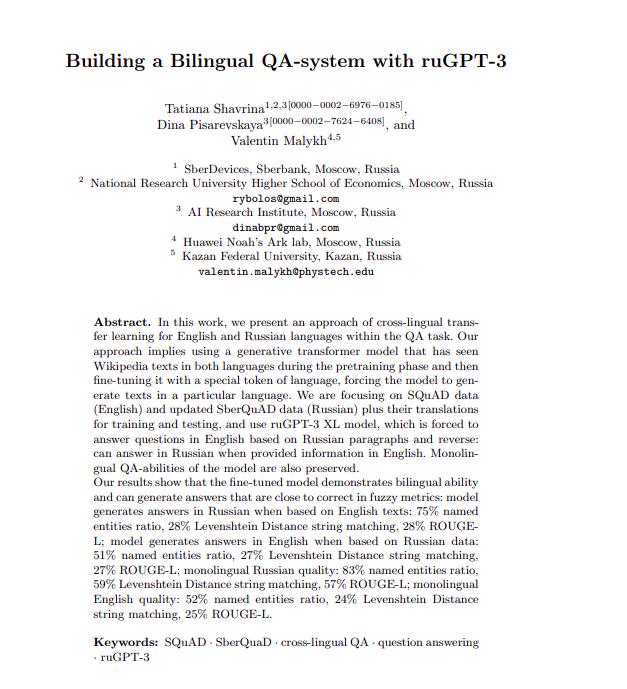 Building a Bilingual QA-system with ruGPT-3
Tatiana Shavrina1,2,3[0000−0002−6976−0185],
Dina Pisarevskaya3[0000−0002−7624−6408], and
Valentin Malykh4,5
1 SberDevices, Sberbank, Moscow, Russia
2 National Research University Higher School of Economics, Moscow, Russia
rybolos@gmail.com
3 AI Research Institute, Moscow, Russia
dinabpr@gmail.com
4 Huawei Noah's Ark lab, Moscow, Russia
5 Kazan Federal University, Kazan, Russia
valentin.malykh@phystech.edu
Abstract. In this work, we present an approach of cross-lingual trans-
fer learning for English and Russian languages within the QA task. Our
approach implies using a generative transformer model that has seen
Wikipedia texts in both languages during the pretraining phase and then
fine-tuning it with a special token of language, forcing the model to gen-
erate texts in a particular language. We are focusing on SQuAD data
(English) and updated SberQuAD data (Russian) plus their translations
for training and testing, and use ruGPT-3 XL model, which is forced to
answer questions in English based on Russian paragraphs and reverse:
can answer in Russian when provided information in English. Monolin-
gual QA-abilities of the model are also preserved.
Our results show that the fine-tuned model demonstrates bilingual ability
and can generate answers that are close to correct in fuzzy metrics: model
generates answers in Russian when based on English texts: 75% named
entities ratio, 28% Levenshtein Distance string matching, 28% ROUGE-
L; model generates answers in English when based on Russian data:
51% named entities ratio, 27% Levenshtein Distance string matching,
27% ROUGE-L; monolingual Russian quality: 83% named entities ratio,
59% Levenshtein Distance string matching, 57% ROUGE-L; monolingual
English quality: 52% named entities ratio, 24% Levenshtein Distance
string matching, 25% ROUGE-L.
Keywords: SQuAD · SberQuaD · cross-lingual QA · question answering
· ruGPT-3